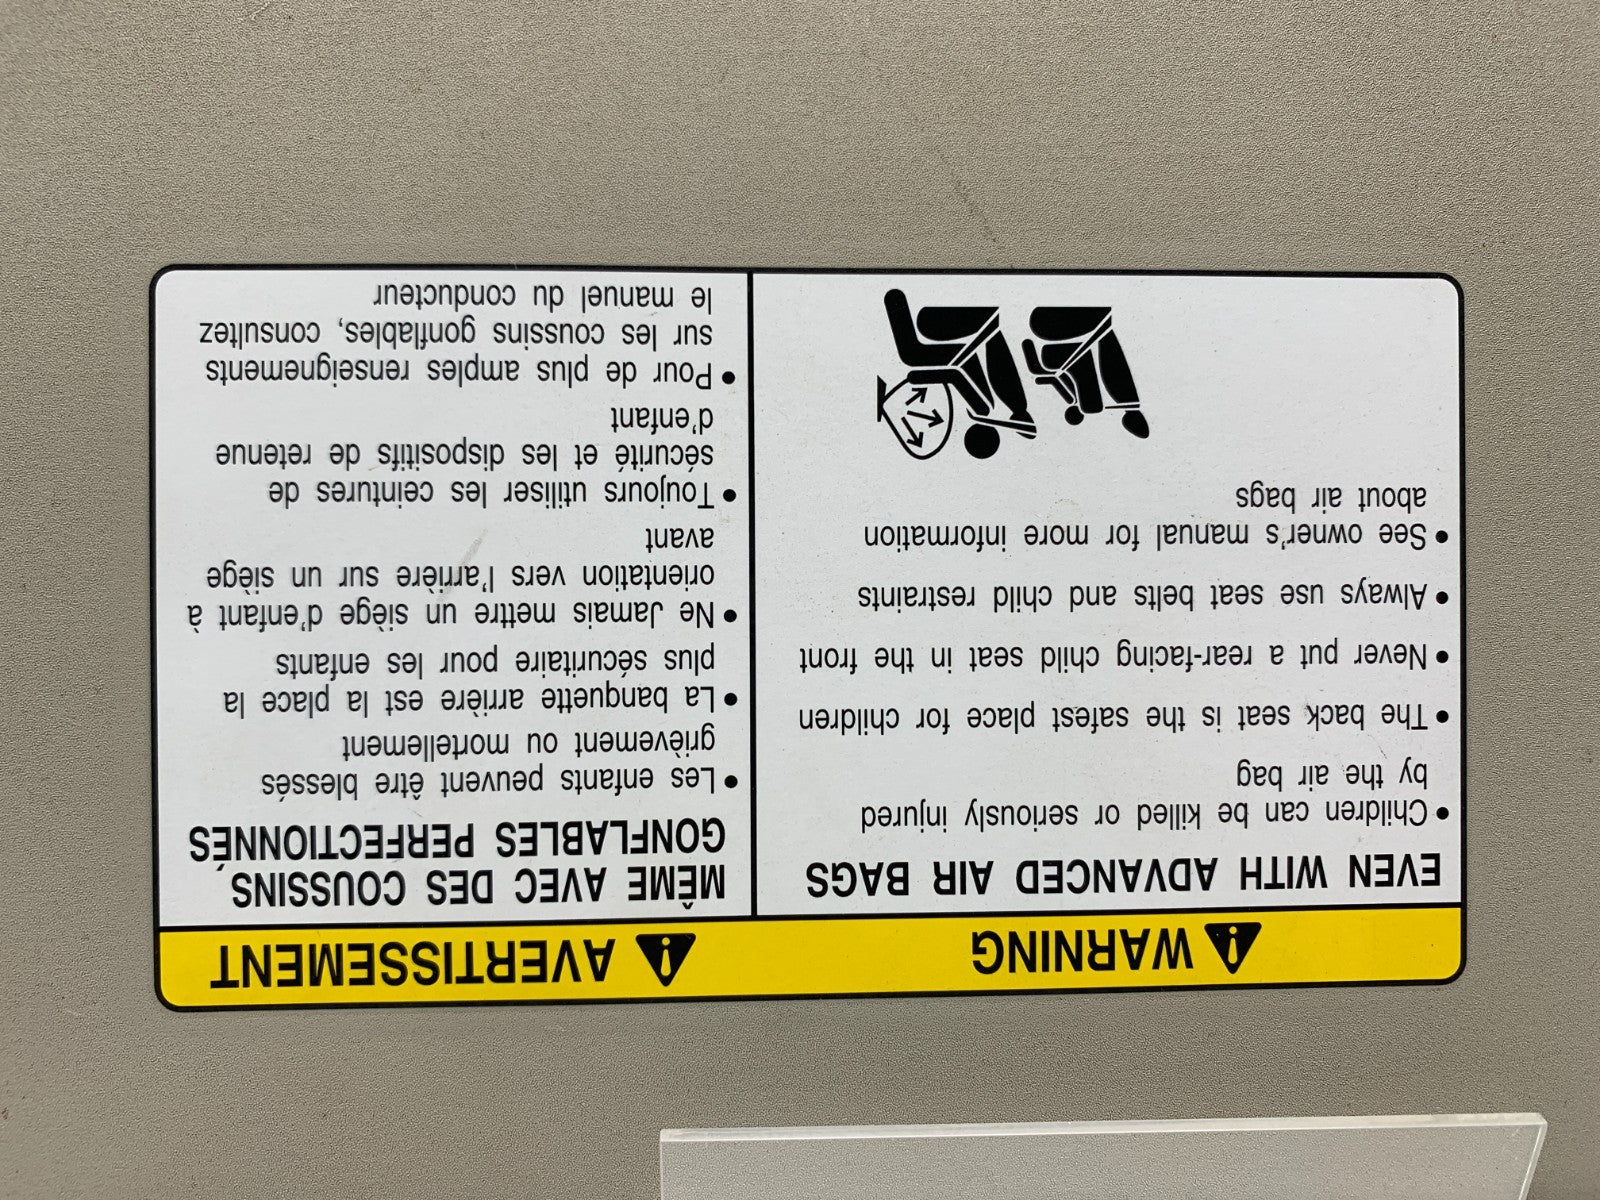 ⚠ WARNING
EVEN WITH ADVANCED AIR BAGS
• Children can be killed or seriously injured
by the air bag
• The back seat is the safest place for children
• Never put a rear-facing child seat in the front
• Always use seat belts and child restraints
• See owner's manual for more information
about air bags
⚠ AVERTISSEMENT
MÊME AVEC DES COUSSINS
GONFLABLES PERFECTIONNÉS
• Les enfants peuvent être blessés
grièvement ou mortellement
• La banquette arrière est la place la
plus sécuritaire pour les enfants
• Ne Jamais mettre un siège d'enfant à
orientation vers l'arrière sur un siège
avant
• Toujours utiliser les ceintures de
sécurité et les dispositifs de retenue
d'enfant
• Pour de plus amples renseignements
sur les coussins gonflables, consultez
le manuel du conducteur